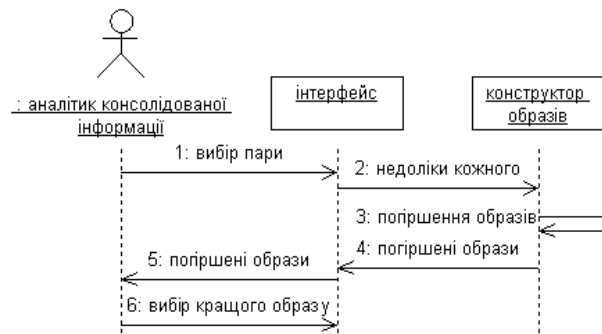 : аналітик консолідованої
інформації
інтерфейс
конструктор
образів
1: вибір пари
2: недоліки кожного
3: погіршення образів
4: погіршені образи
5: погіршені образи
6: вибір кращого образу